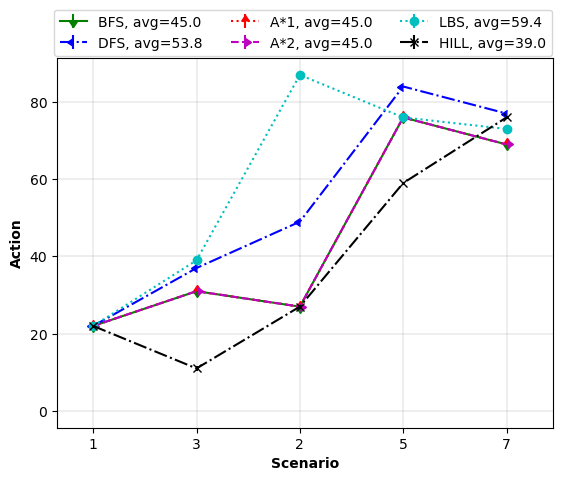 BFS, avg=45.0 A*1, avg=45.0 LBS, avg=59.4
DFS, avg=53.8 A*2, avg=45.0 HILL, avg=39.0
80
60
40
20
0
Action
1 3 2 5 7
Scenario